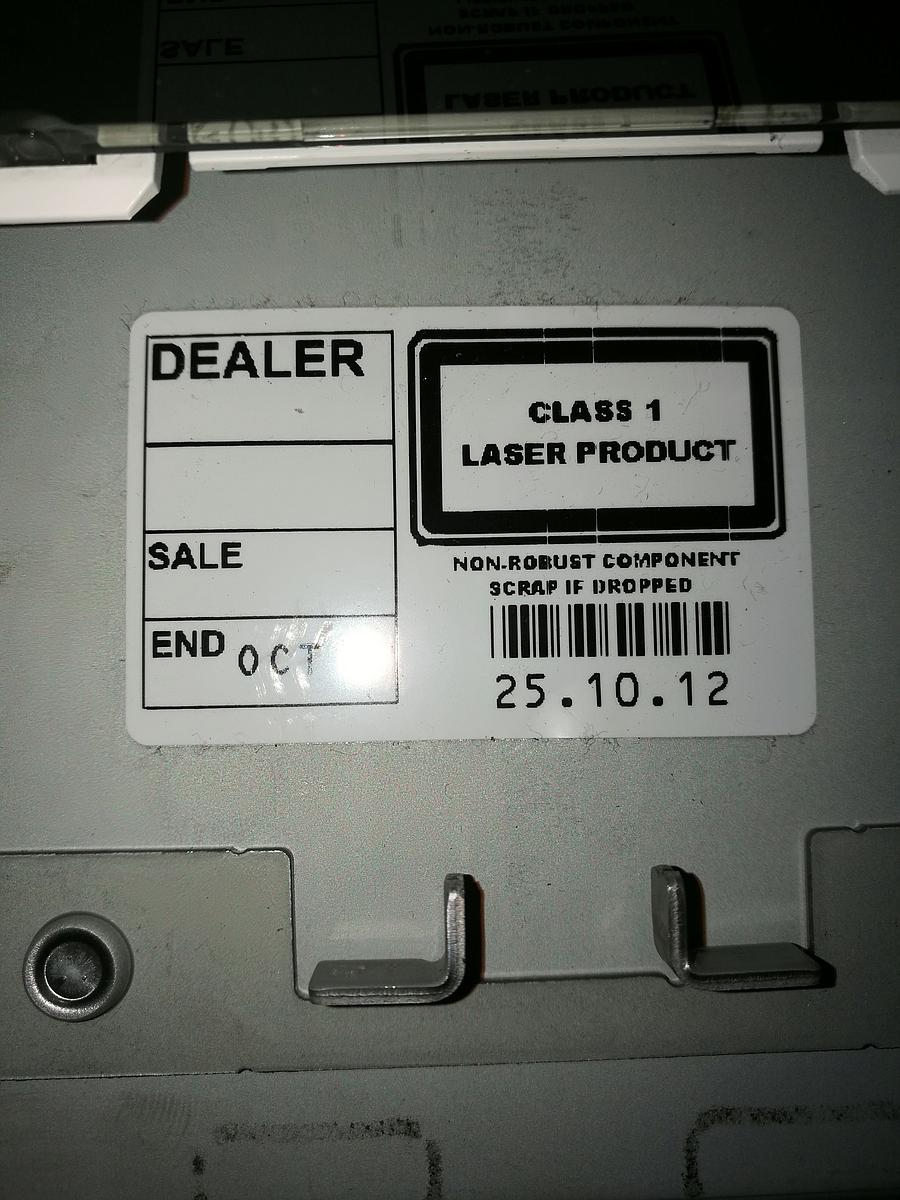 DEALER
SALE
END OCT
CLASS 1
LASER PRODUCT
NON-ROBUST COMPONENT
SCRAP IF DROPPED
25.10.12